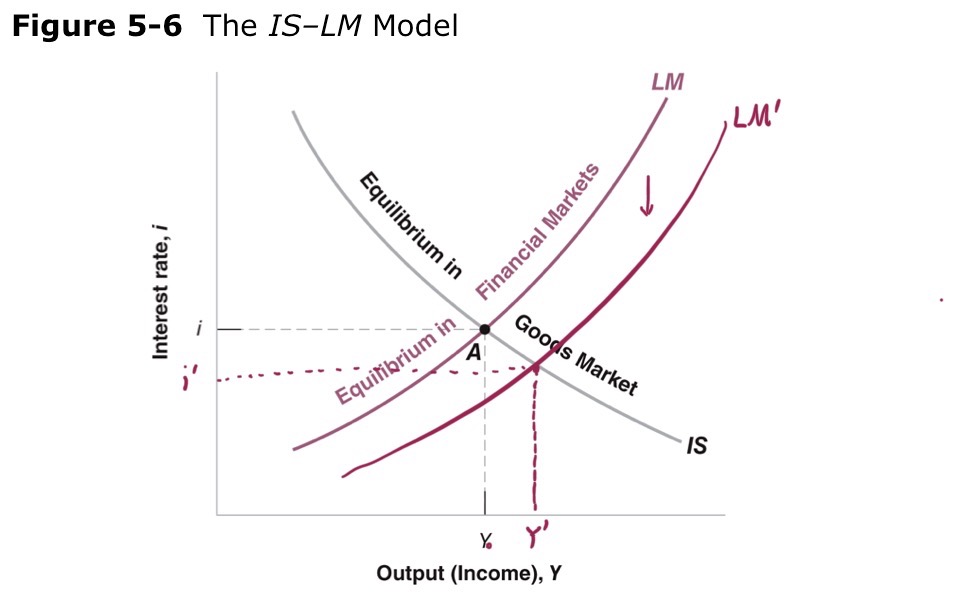 Figure 5-6 The IS–LM Model
LM
LM'
Equilibrium in
Financial Markets
Interest rate, i
i
Equilibrium in
A
Goods Market
i'
IS
Y
Y'
Output (Income), Y